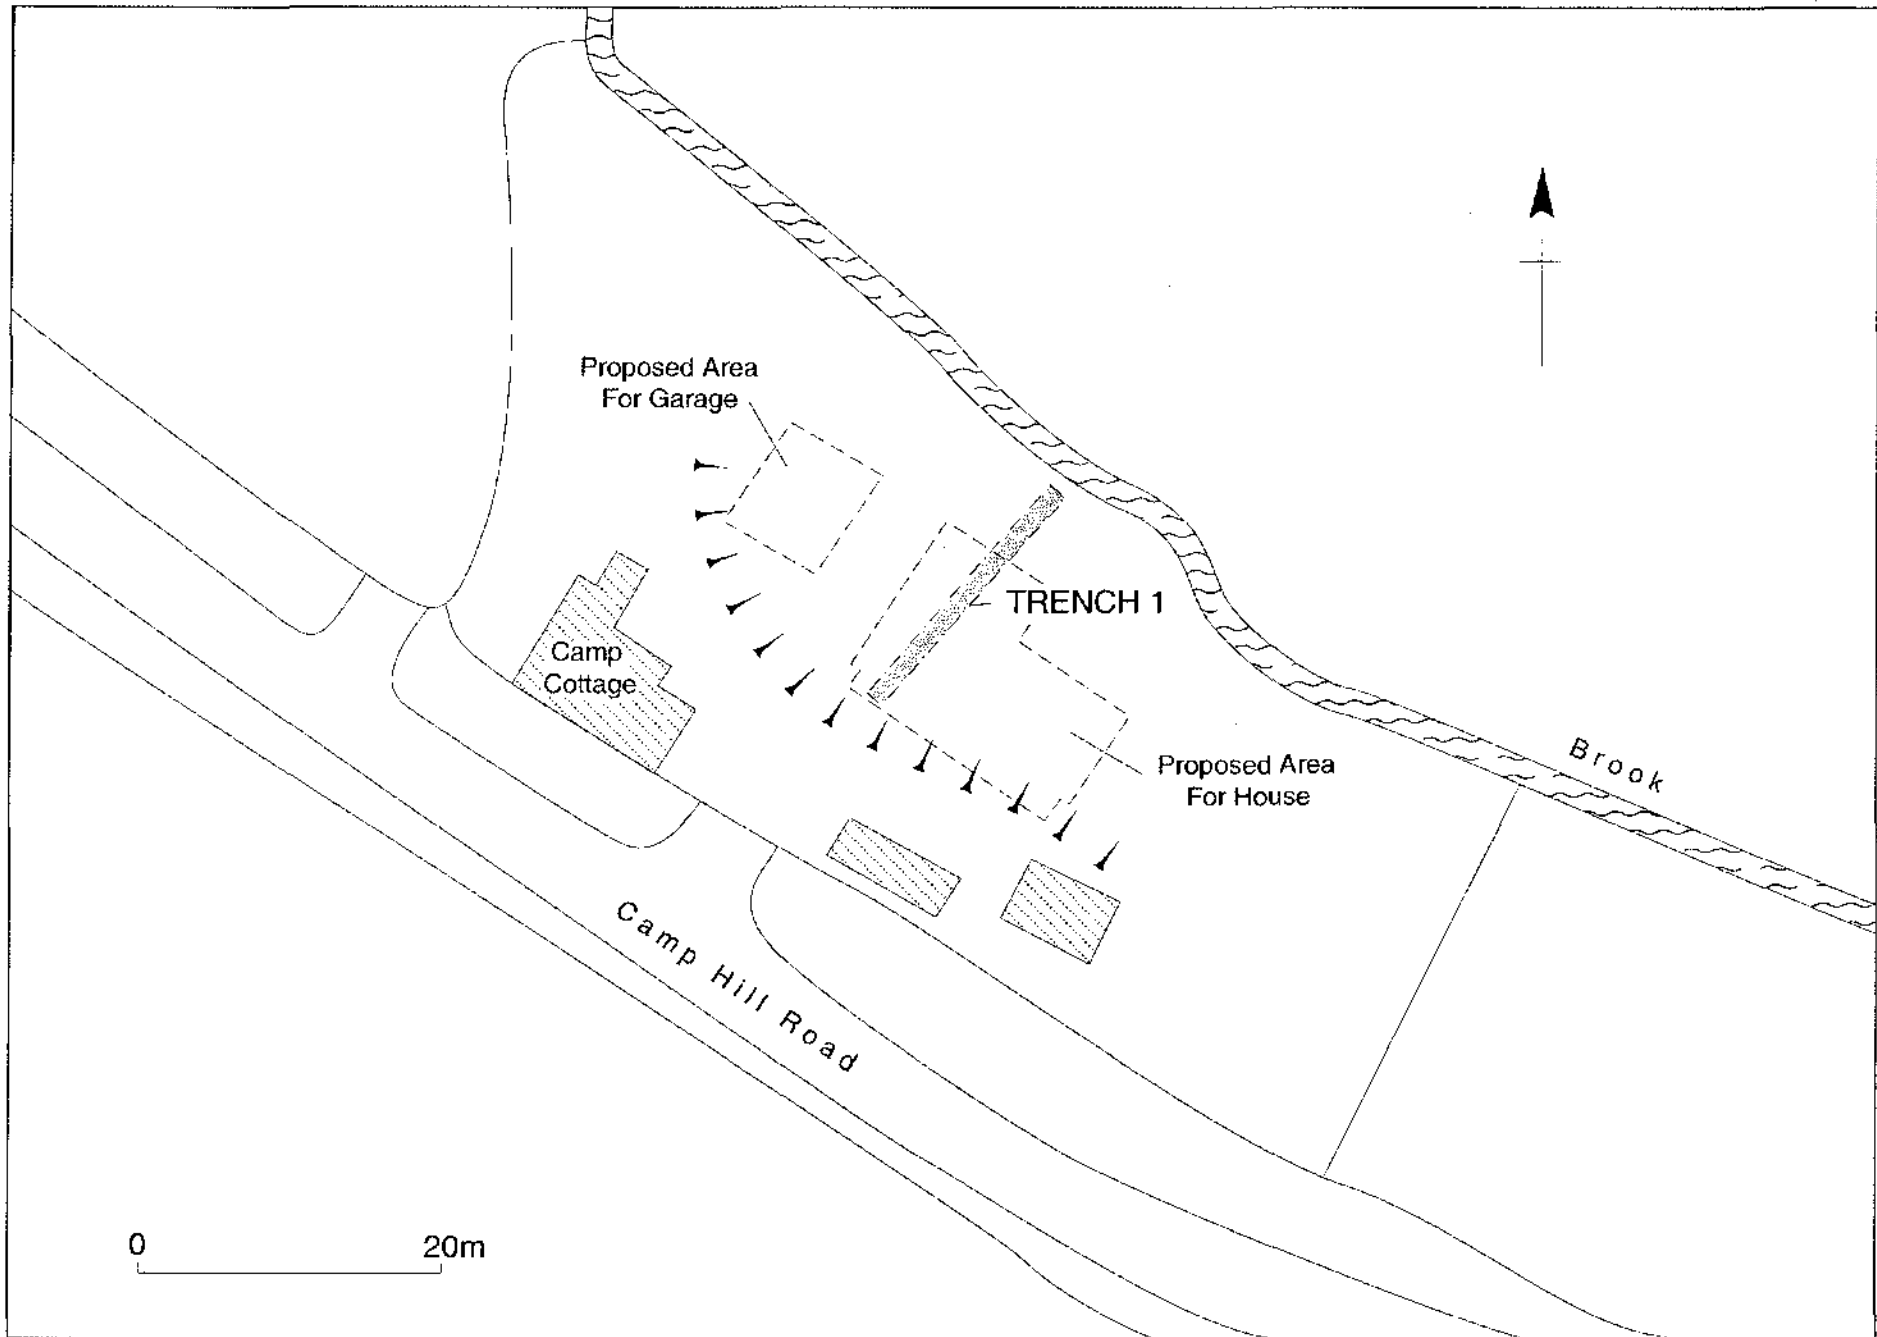 Proposed Area
For Garage
TRENCH 1
Camp
Cottage
Proposed Area
For House
Brook
Camp Hill Road
0 20m